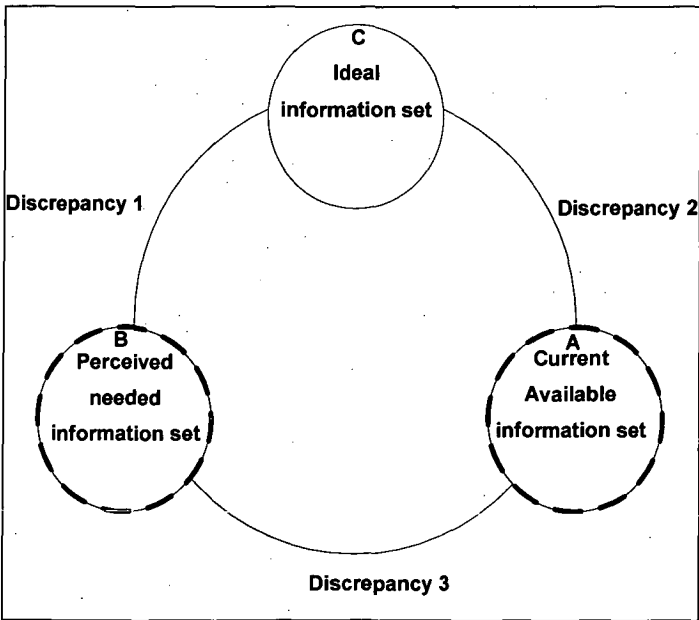 C
Ideal
information set
Discrepancy 1
Discrepancy 2
B
Perceived
needed
information set
A
Current
Available
information set
Discrepancy 3